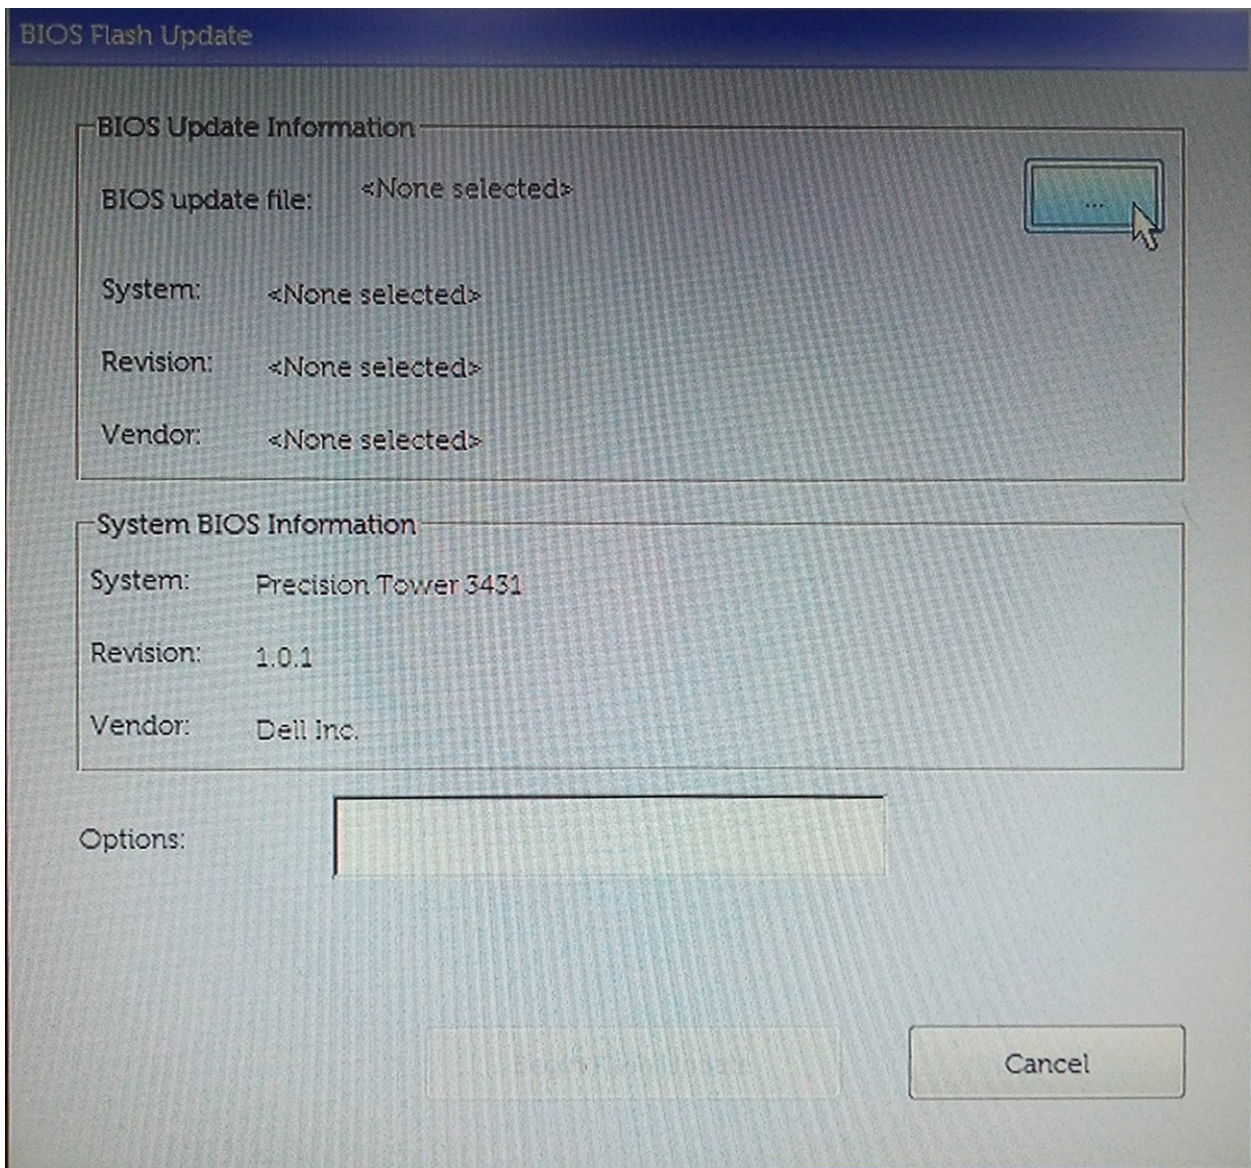 BIOS Flash Update
BIOS Update Information
BIOS update file: <None selected>
...
System: <None selected>
Revision: <None selected>
Vendor: <None selected>
System BIOS Information
System: Precision Tower 3431
Revision: 1.0.1
Vendor: Dell Inc.
Options:
Cancel